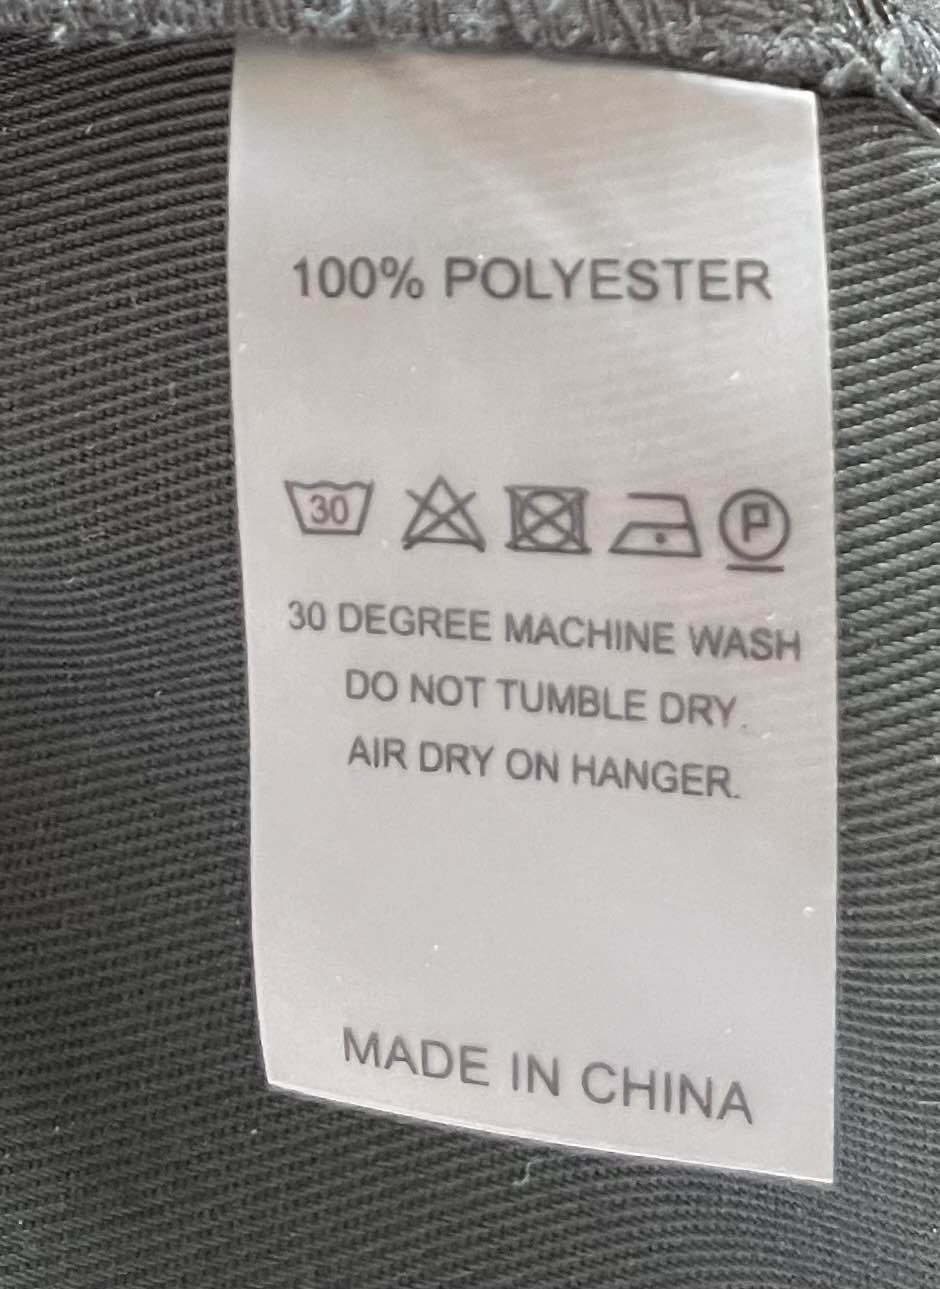 100% POLYESTER
30 P
30 DEGREE MACHINE WASH
DO NOT TUMBLE DRY.
AIR DRY ON HANGER.
MADE IN CHINA